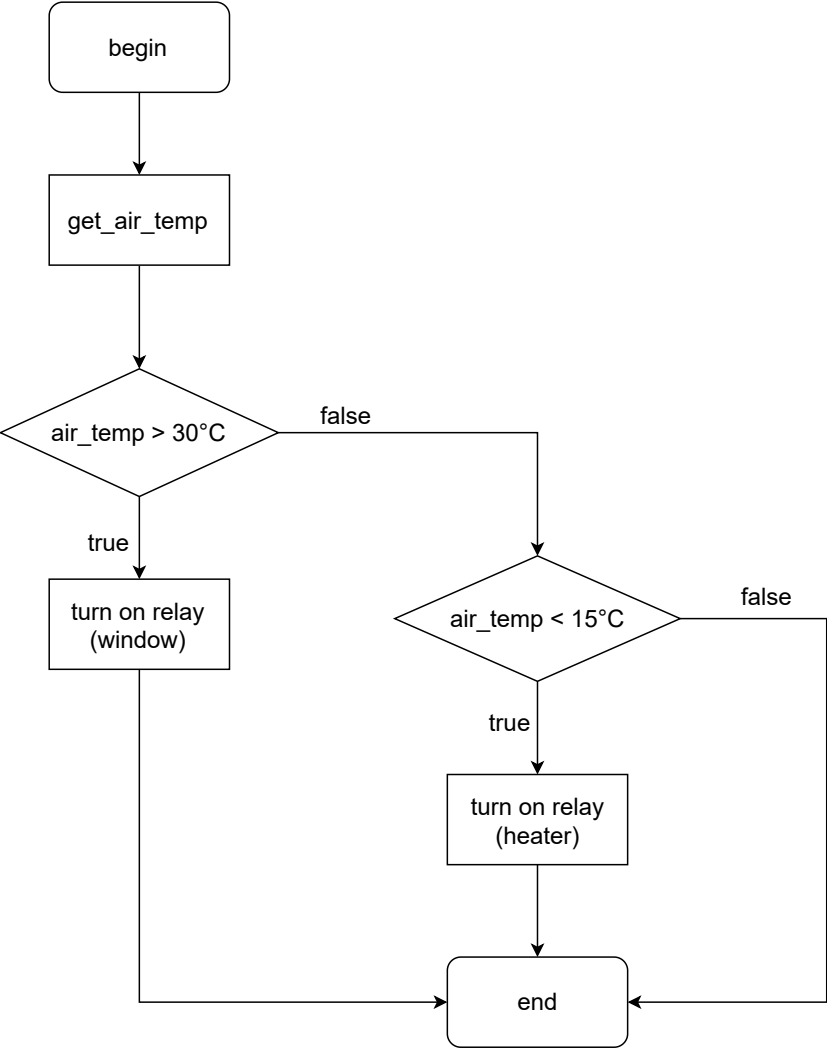 begin
get_air_temp
air_temp > 30°C
false
true
turn on relay
(window)
air_temp < 15°C
false
true
turn on relay
(heater)
end